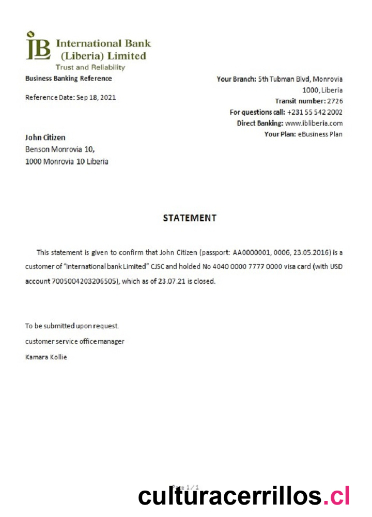 International Bank
(Liberia) Limited
Trust and Reliability
Business Banking Reference
Reference Date: Sep 18, 2021
Your Branch: 5th Tubman Blvd, Monrovia
1000, Liberia
Transit number: 2726
For questions call: +231 55 542 2002
Direct Banking: www.ibliberia.com
Your Plan: eBusiness Plan
John Citizen
Benson Monrovia 10,
1000 Monrovia 10 Liberia
STATEMENT
This statement is given to confirm that John Citizen (passport: AA0000001, 0006, 23.05.2016) is a
customer of "International bank Limited" CJSC and holded No 4040 0000 7777 0000 visa card (with USD
account 7005004203206505), which as of 23.07.21 is closed.
To be submitted upon request
customer service office manager
Kamara Kollie
culturacerrillos.cl